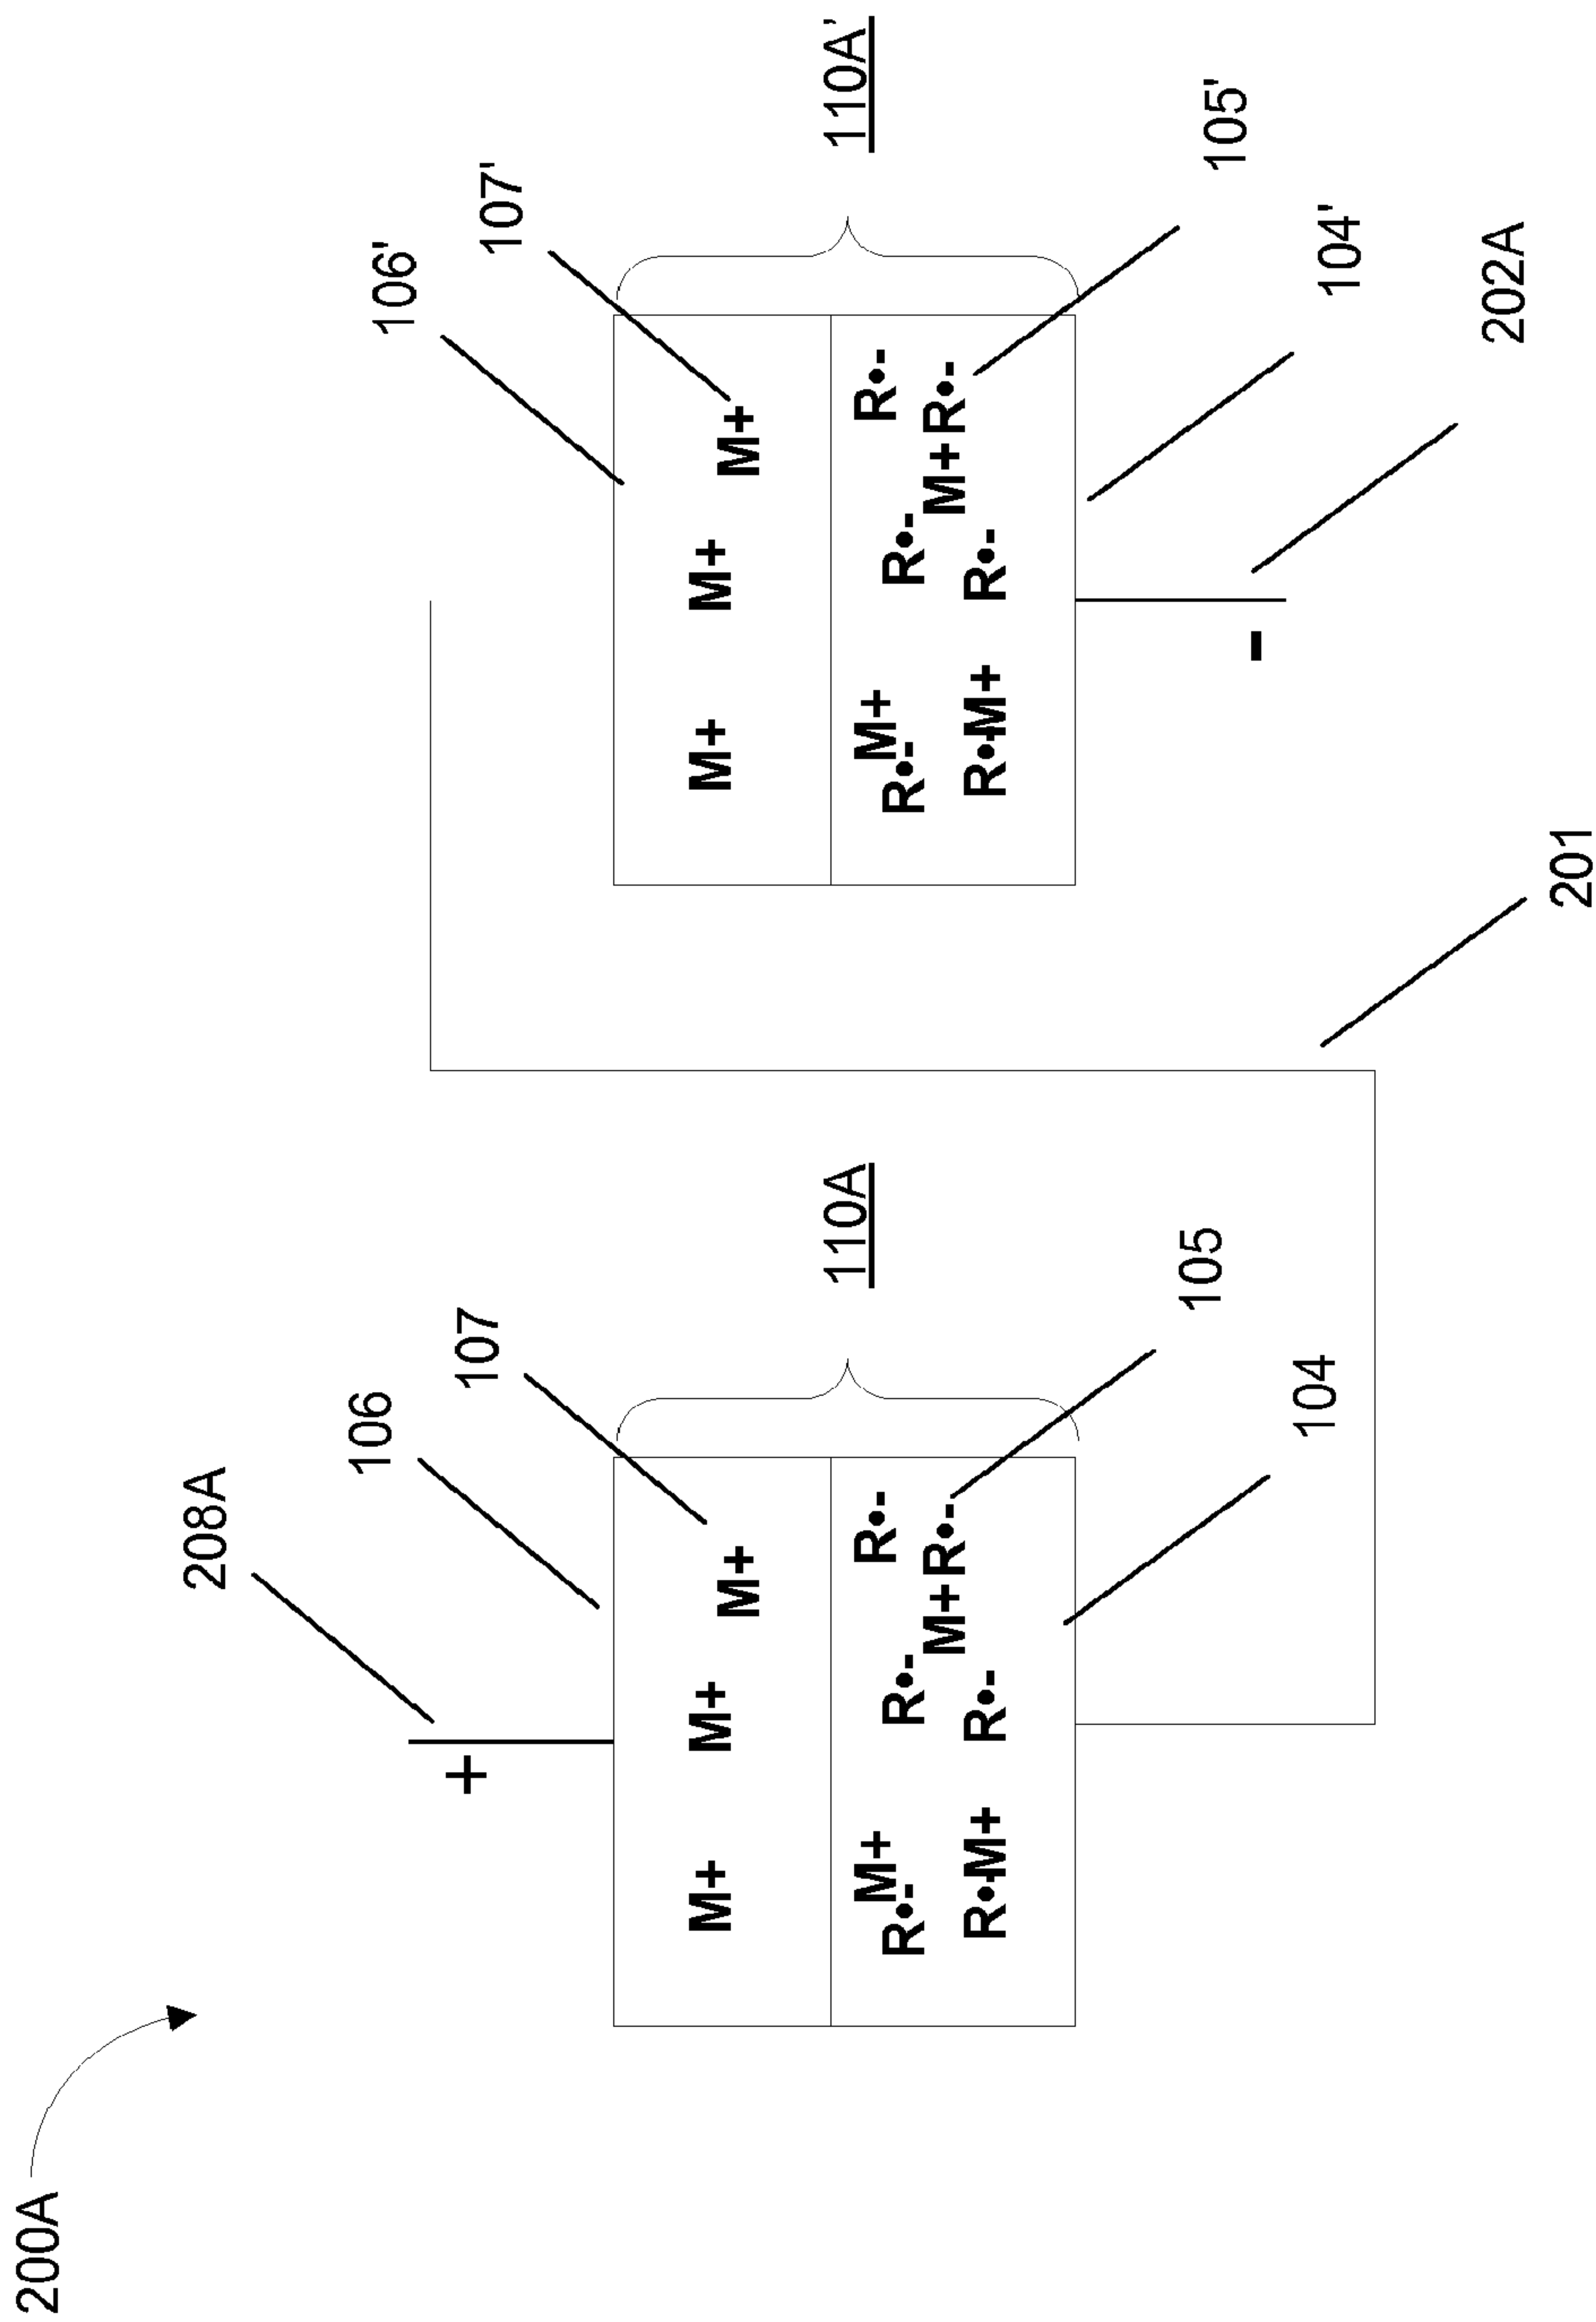 200A
208A
106
106'
+
107
107'
M+ M+ M+
M+ M+ M+
110A
110A'
M+ R•-
R•- R•-
M+R•-
R•-M+ R•-
M+ R•-
R•- R•-
M+R•-
R•-M+ R•-
105
105'
-
104
104'
202A
201